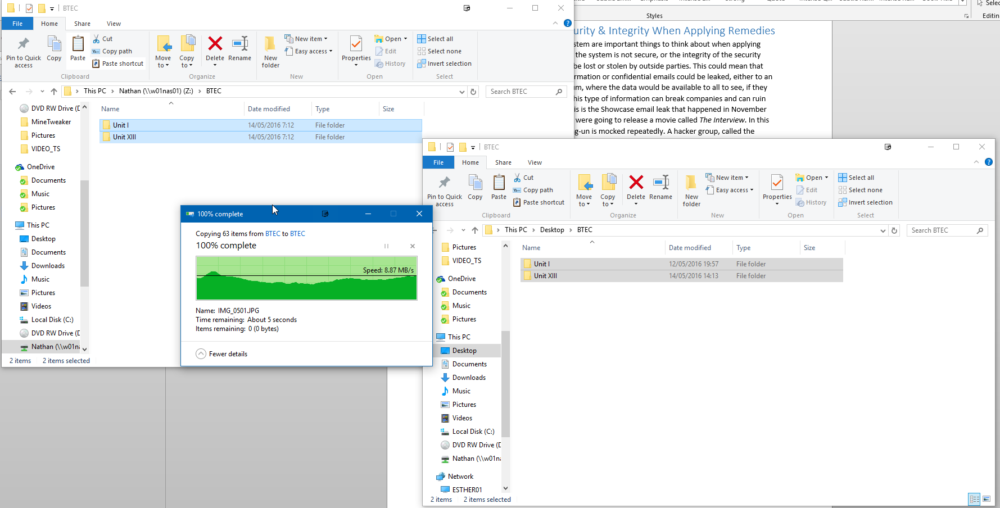 BTEC
File Home Share View
Pin to Quick access
Copy
Paste
Cut
Copy path
Paste shortcut
Clipboard
Move to
Copy to
Delete
Rename
Organize
New folder
New item
Easy access
New
Properties
Open
Edit
History
Open
Select all
Select none
Invert selection
Select
This PC > Nathan (\\w01nas01) (Z:) > BTEC
Search BTEC
Name Date modified Type Size
Unit I 14/05/2016 7:12 File folder
Unit XIII 14/05/2016 7:12 File folder
DVD RW Drive (D
MineTweaker
Pictures
VIDEO_TS
OneDrive
Documents
Music
Pictures
This PC
Desktop
Documents
Downloads
Music
Pictures
Videos
Local Disk (C:)
DVD RW Drive (D
Nathan (\\w01na
2 items 2 items selected
100% complete
Copying 63 items from BTEC to BTEC
100% complete
Speed: 8.87 MB/s
Name: IMG_0501.JPG
Time remaining: About 5 seconds
Items remaining: 0 (0 bytes)
Fewer details
Styles
Selec
Editin
urity & Integrity When Applying Remedies
stem are important things to think about when applying
the system is not secure, or the integrity of the security
be lost or stolen by outside parties. This could mean that
rmation or confidential emails could be leaked, either to an
m, where the data would be available to all to see, if they
his type of information can break companies and can ruin
is is the Showcase email leak that happened in November
were going to release a movie called The Interview. In this
g-un is mocked repeatedly. A hacker group, called the
BTEC
File Home Share View
Pin to Quick access
Copy
Paste
Cut
Copy path
Paste shortcut
Clipboard
Move to
Copy to
Delete
Rename
Organize
New folder
New item
Easy access
New
Properties
Open
Edit
History
Open
Select all
Select none
Invert selection
Select
This PC > Desktop > BTEC
Search BTEC
Name Date modified Type Size
Unit I 12/05/2016 19:57 File folder
Unit XIII 14/05/2016 14:13 File folder
Pictures
VIDEO_TS
OneDrive
Documents
Music
Pictures
This PC
Desktop
Documents
Downloads
Music
Pictures
Videos
Local Disk (C:)
DVD RW Drive (D
Nathan (\\w01na
Network
ESTHER01
2 items 2 items selected